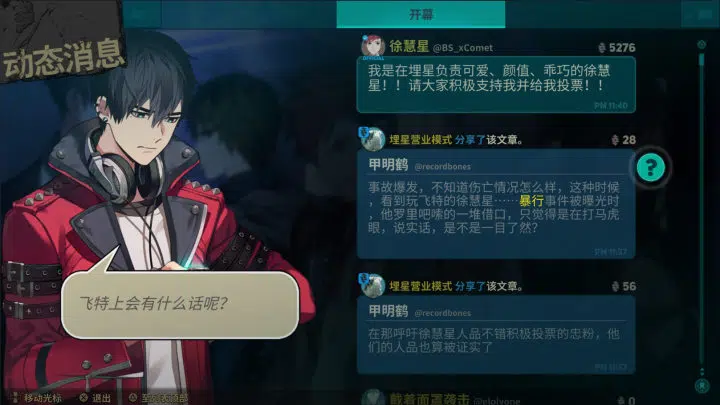 动态消息
开幕
徐慧星 @BS_xComet 5276
OFFICIAL
我是在埋星负责可爱、颜值、乖巧的徐慧
星！！请大家积极支持我并给我投票！！
PM 11:40
埋星营业模式 分享了该文章。 28
甲明鹤 @recordbones
事故爆发，不知道伤亡情况怎么样，这种时候
，看到玩飞特的徐慧星……暴行事件被曝光时
，他罗里吧嗦的一堆借口，只觉得是在打马虎
眼，说实话，是不是一目了然？
PM 11:37
?
飞特上会有什么话呢？
埋星营业模式 分享了该文章。 56
甲明鹤 @recordbones
在那呼吁徐慧星人品不错积极投票的忠粉，他
们的人品也算被证实了
戴着面罩袭击 0
移动光标 退出 至列表顶部
R